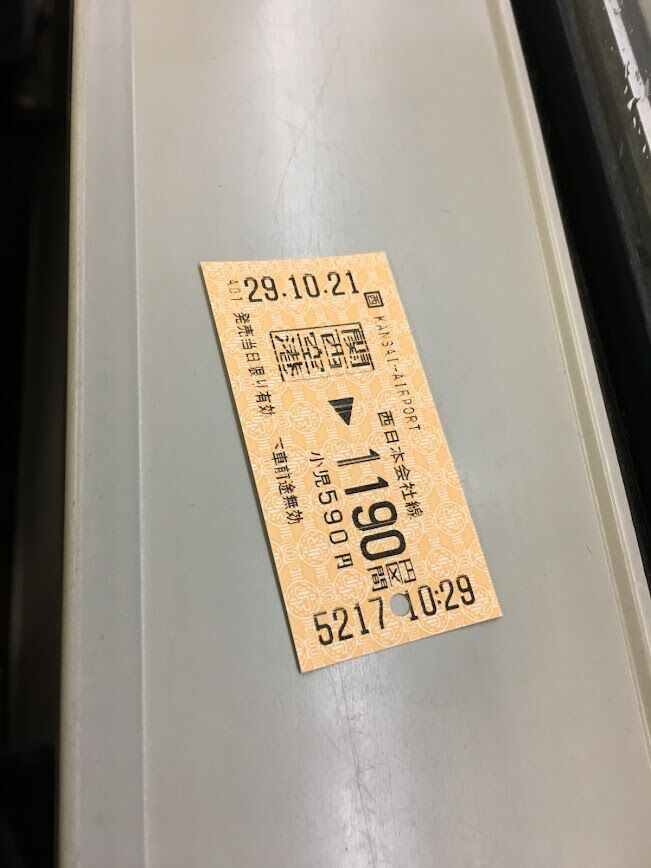 29.10.21 西
KANSAI-AIRPORT
西日本会社線
関西空港 ▶ 1190円区間
小児590円
401 発売当日限り有効 下車前途無効
5217 10:29